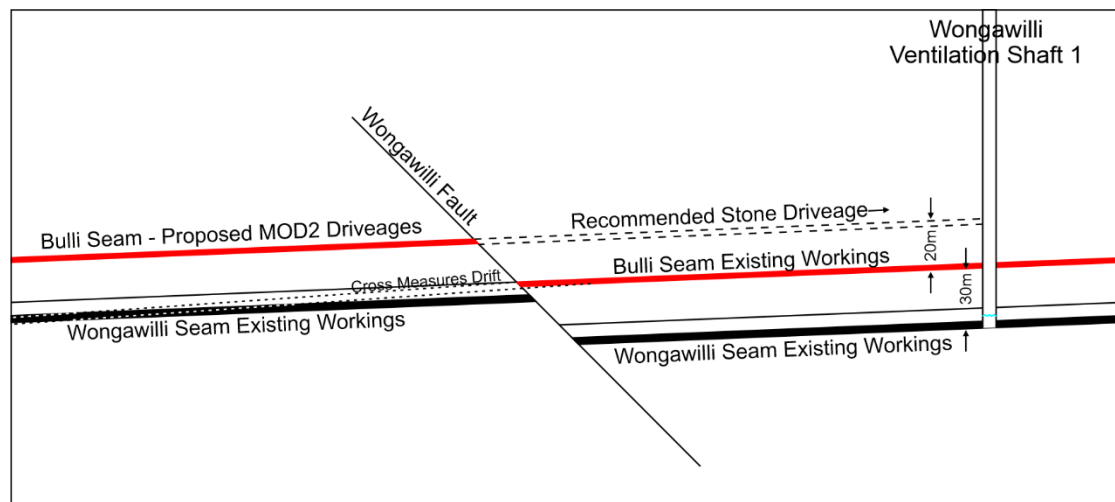 Wongawilli
Ventilation Shaft 1
Wongawilli Fault
Recommended Stone Driveage→
Bulli Seam - Proposed MOD2 Driveages
20m
Bulli Seam Existing Workings
Cross Measures Drift
30m
Wongawilli Seam Existing Workings
Wongawilli Seam Existing Workings